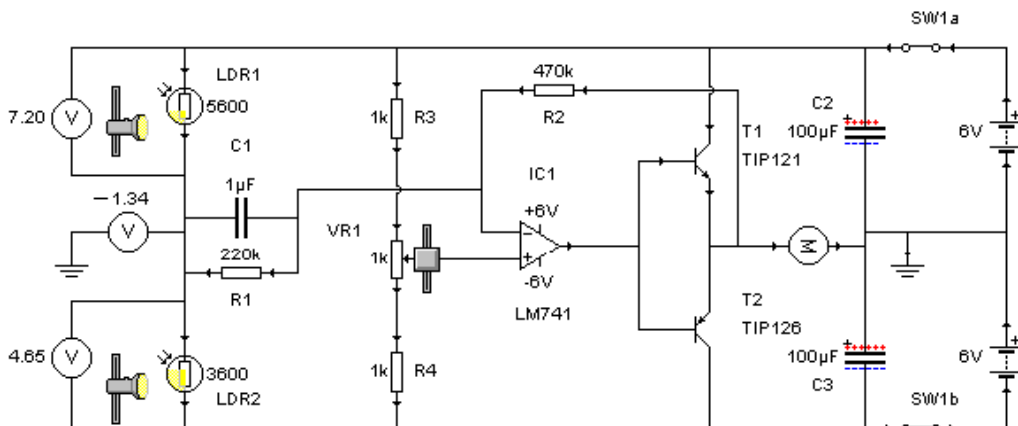 SW1a
LDR1
470k
7.20
V
5600
1k
R3
R2
C2
6V
C1
T1
100µF
TIP121
1µF
IC1
−1.34
V
+6V
VR1
M
220k
1k
-6V
R1
LM741
T2
TIP126
4.65
V
3600
1k
R4
100µF
6V
LDR2
C3
SW1b